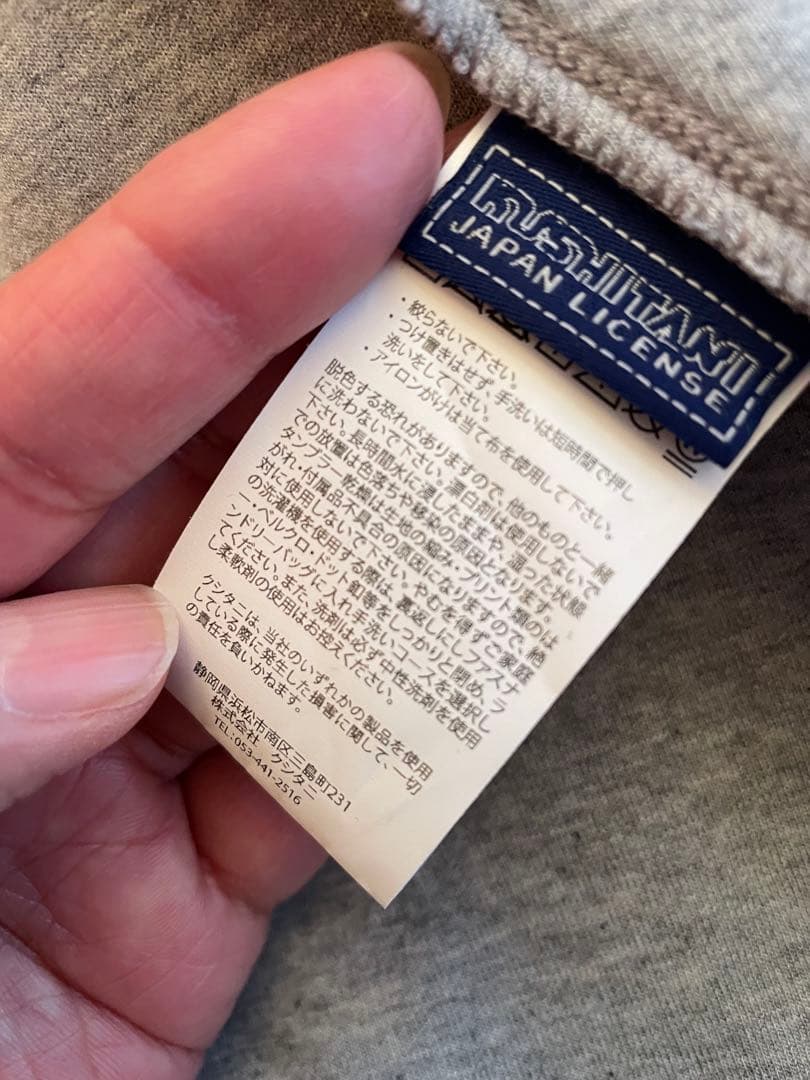 KUSHITANI
JAPAN LICENSE
・絞らないで下さい。
・つけ置きはせず、手洗いは短時間で押し
洗いをして下さい。
・アイロンがけは当て布を使用して下さい。
脱色する恐れがありますので、他のものと一緒
に洗わないで下さい。漂白剤は使用しないで
下さい。長時間水に浸したままや、湿った状態
での放置は色落ちや移染の原因となります。
タンブラー乾燥は生地の縮み・プリント類のは
がれ・付属品不具合の原因になりますので、絶
対に使用しないで下さい。やむを得ずご家庭
の洗濯機を使用する際は、裏返しにしファスナ
ー・ベルクロ・ドット釦等をしっかりと閉め、ラ
ンドリーバッグに入れ手洗いコースを選択し
てください。また、洗剤は必ず中性洗剤を使用
し柔軟剤の使用はお控えください。
クシタニは、当社のいずれかの製品を使用
している際に発生した損害に関して、一切
の責任を負いかねます。
静岡県浜松市南区三島町1231
株式会社 クシタニ
TEL:053-441-2516